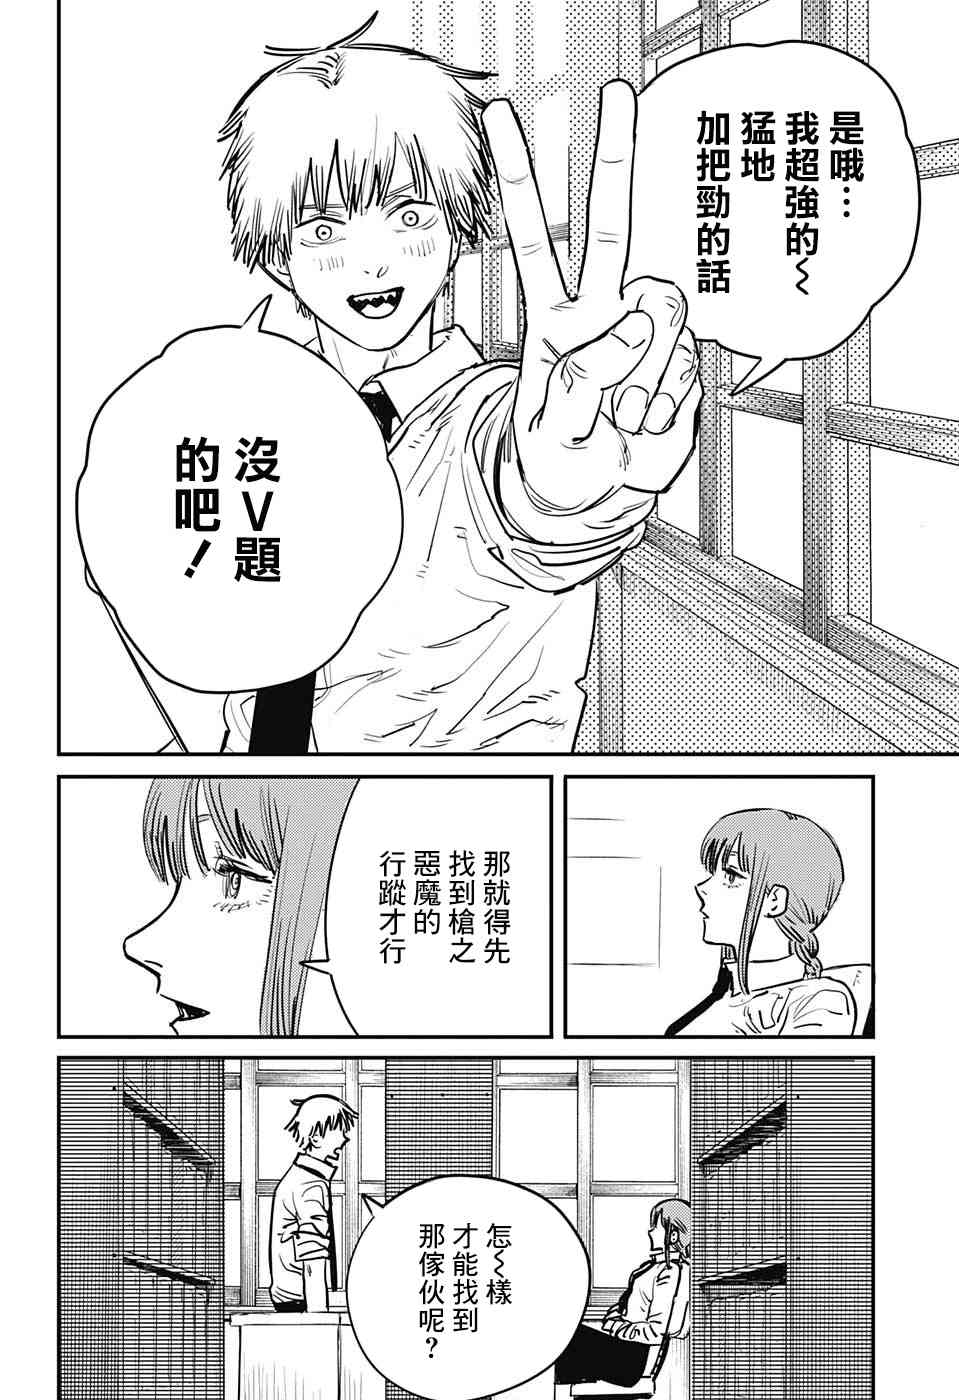 是哦…
我超強的～
猛地
加把勁的話
沒V題
的吧！
那就得先
找到槍之
惡魔的
行蹤才行
怎～樣
才能找到
那傢伙呢？